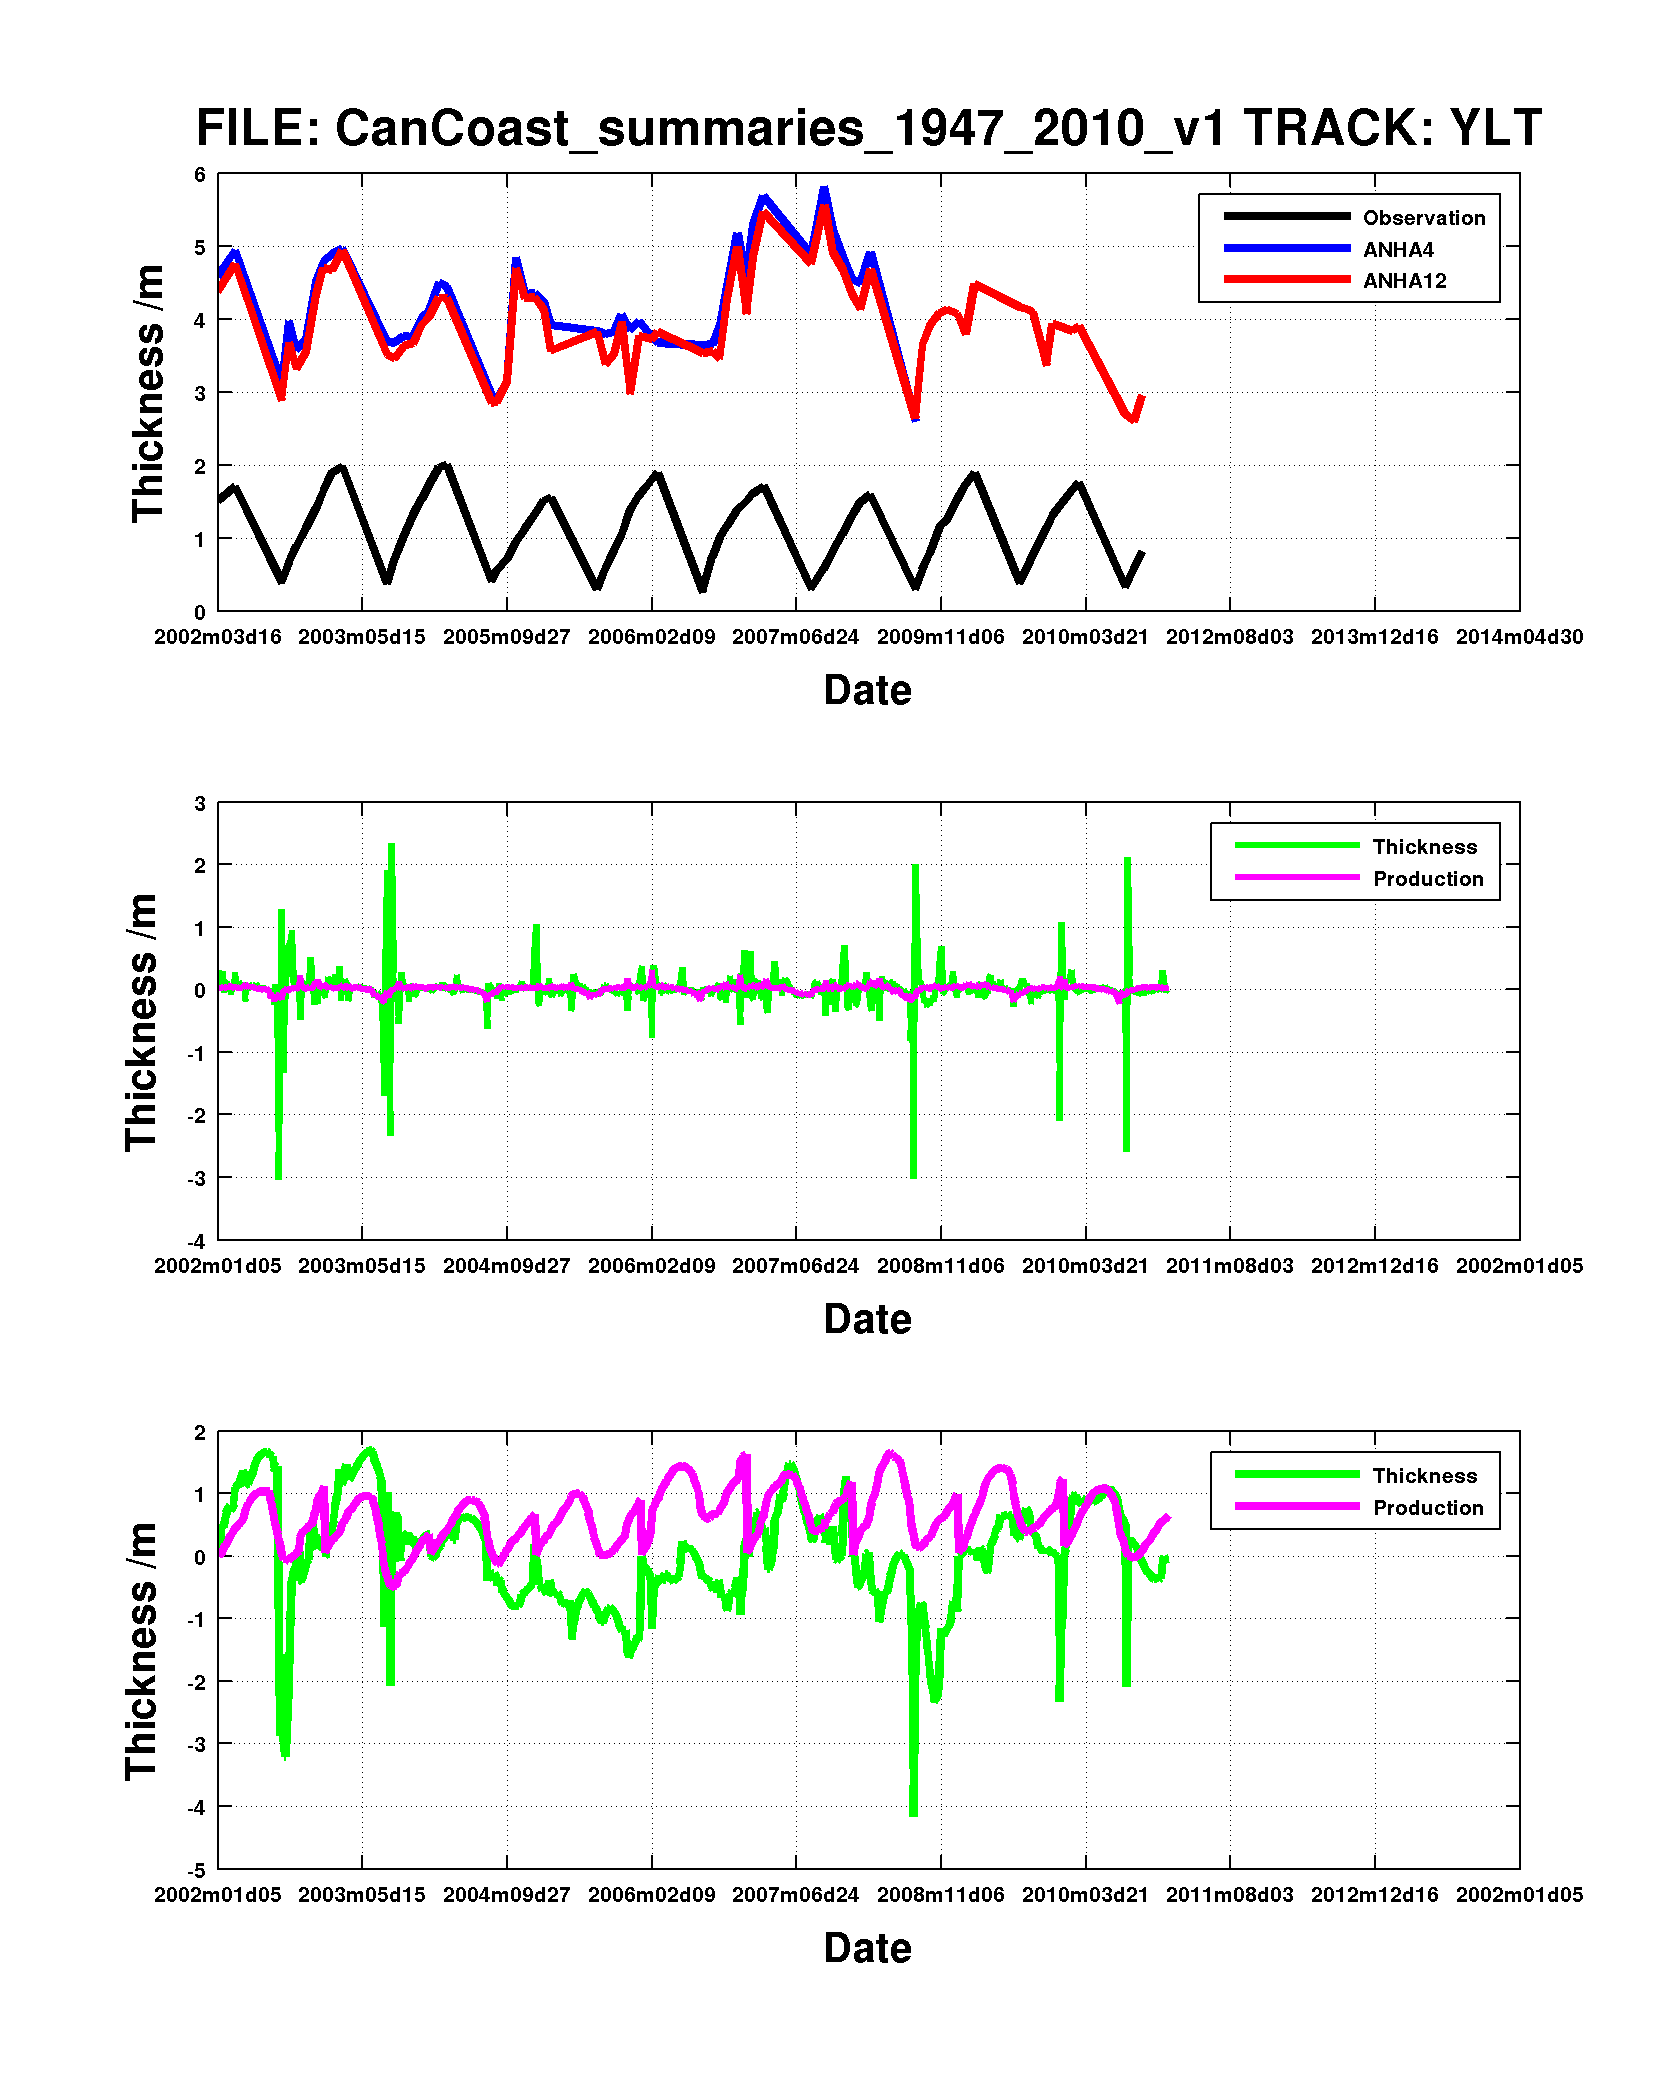 FILE: CanCoast_summaries_1947_2010_v1 TRACK: YLT
6
5
4
3
2
1
0
Thickness /m
Observation
ANHA4
ANHA12
2002m03d16 2003m05d15 2005m09d27 2006m02d09 2007m06d24 2009m11d06 2010m03d21 2012m08d03 2013m12d16 2014m04d30
Date
3
2
1
0
-1
-2
-3
-4
Thickness /m
Thickness
Production
2002m01d05 2003m05d15 2004m09d27 2006m02d09 2007m06d24 2008m11d06 2010m03d21 2011m08d03 2012m12d16 2002m01d05
Date
2
1
0
-1
-2
-3
-4
-5
Thickness /m
Thickness
Production
2002m01d05 2003m05d15 2004m09d27 2006m02d09 2007m06d24 2008m11d06 2010m03d21 2011m08d03 2012m12d16 2002m01d05
Date